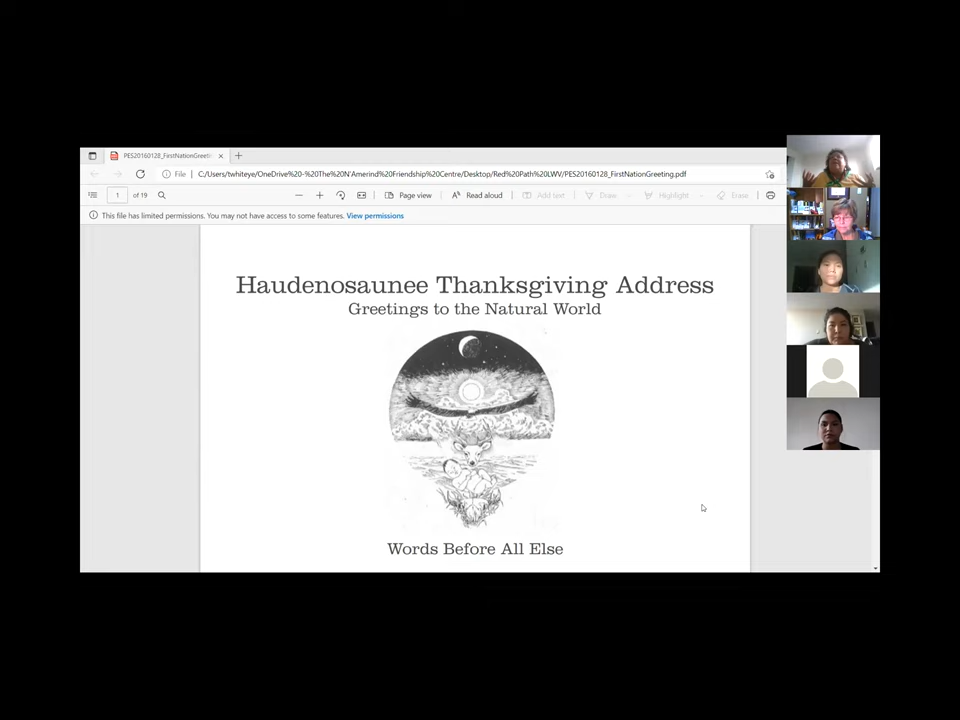 PES20160128_FirstNationGreetin
File
C:/Users/twhiteye/OneDrive%20-%20The%20N'Amerind%20Friendship%20Centre/Desktop/Red%20Path%20LWV/PES20160128_FirstNationGreeting.pdf
1 of 19
Page view
Read aloud
Add text
Draw
Highlight
Erase
This file has limited permissions. You may not have access to some features. View permissions
Haudenosaunee Thanksgiving Address
Greetings to the Natural World
Words Before All Else